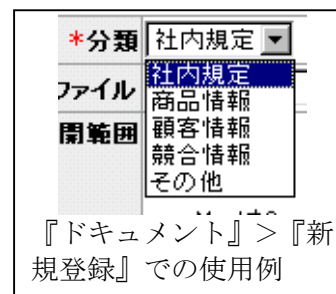 *分類 社内規定
社内規定
ファイル
商品情報
開範囲 顧客情報
競合情報
その他
『ドキュメント』＞『新
規登録』での使用例